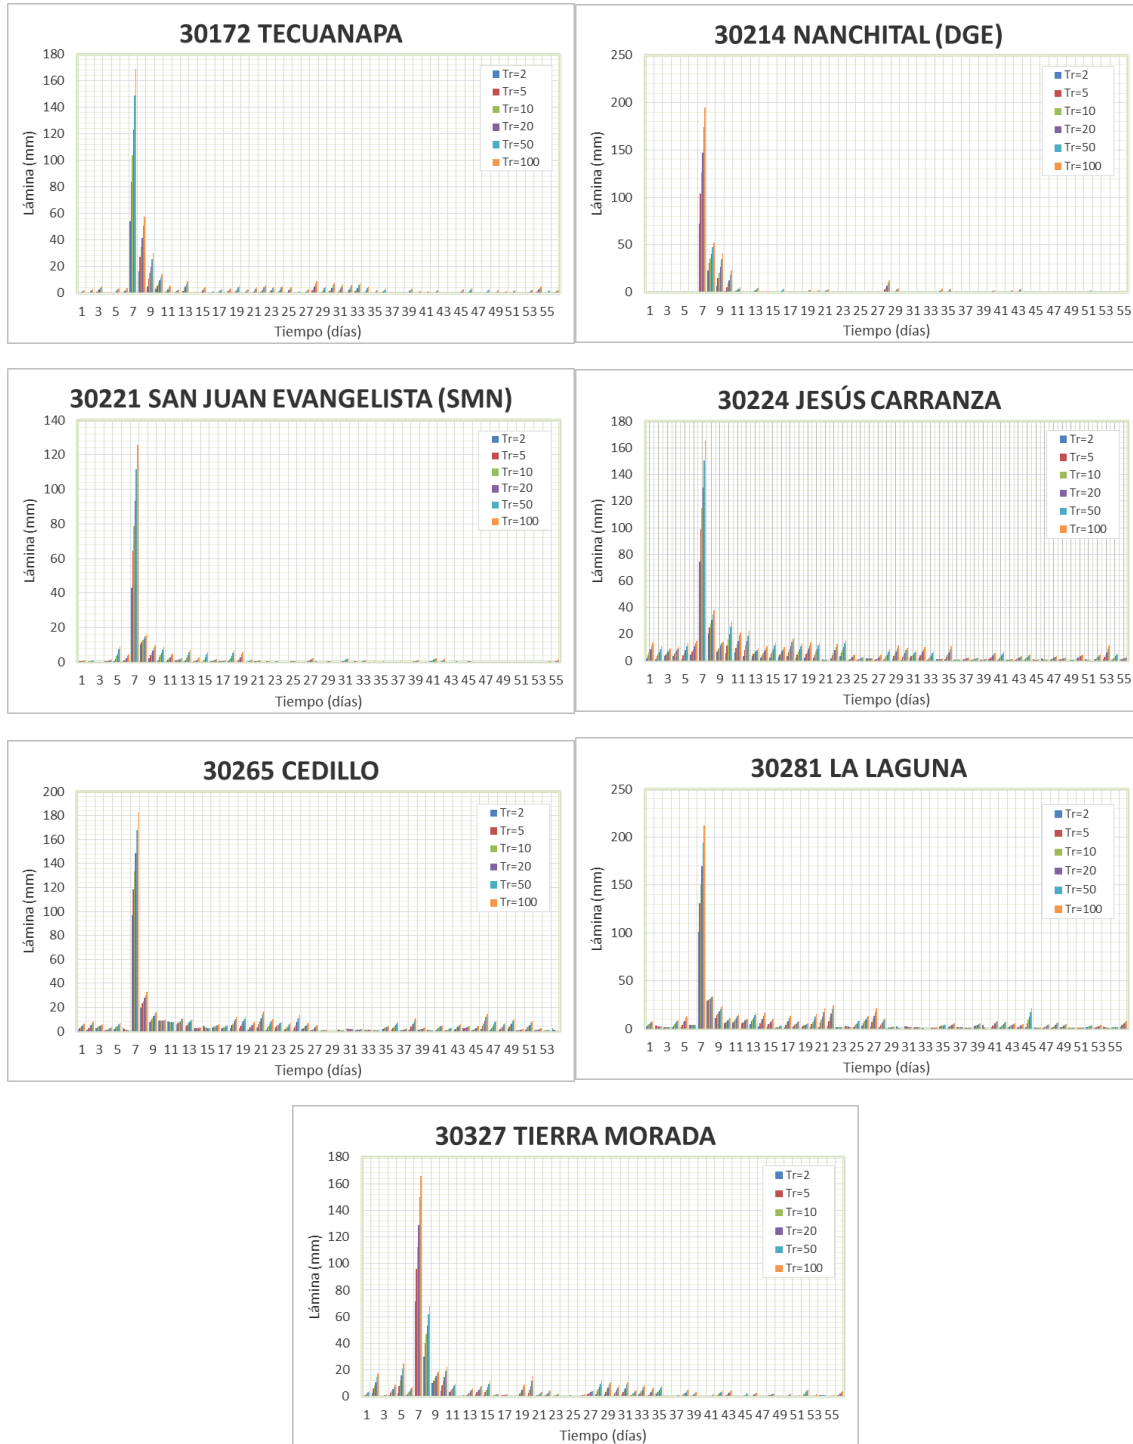 30172 TECUANAPA
180
160
140
120
100
80
60
40
20
0
Lámina (mm)
Tr=2
Tr=5
Tr=10
Tr=20
Tr=50
Tr=100
1 3 5 7 9 11 13 15 17 19 21 23 25 27 29 31 33 35 37 39 41 43 45 47 49 51 53 55
Tiempo (días)
30214 NANCHITAL (DGE)
250
200
150
100
50
0
Lámina (mm)
Tr=2
Tr=5
Tr=10
Tr=20
Tr=50
Tr=100
1 3 5 7 9 11 13 15 17 19 21 23 25 27 29 31 33 35 37 39 41 43 45 47 49 51 53 55
Tiempo (días)
30221 SAN JUAN EVANGELISTA (SMN)
140
120
100
80
60
40
20
0
Lámina (mm)
Tr=2
Tr=5
Tr=10
Tr=20
Tr=50
Tr=100
1 3 5 7 9 11 13 15 17 19 21 23 25 27 29 31 33 35 37 39 41 43 45 47 49 51 53 55
Tiempo (días)
30224 JESÚS CARRANZA
180
160
140
120
100
80
60
40
20
0
Lámina (mm)
Tr=2
Tr=5
Tr=10
Tr=20
Tr=50
Tr=100
1 3 5 7 9 11 13 15 17 19 21 23 25 27 29 31 33 35 37 39 41 43 45 47 49 51 53 55
Tiempo (días)
30265 CEDILLO
200
180
160
140
120
100
80
60
40
20
0
Lámina (mm)
Tr=2
Tr=5
Tr=10
Tr=20
Tr=50
Tr=100
1 3 5 7 9 11 13 15 17 19 21 23 25 27 29 31 33 35 37 39 41 43 45 47 49 51 53
Tiempo (días)
30281 LA LAGUNA
250
200
150
100
50
0
Lámina (mm)
Tr=2
Tr=5
Tr=10
Tr=20
Tr=50
Tr=100
1 3 5 7 9 11 13 15 17 19 21 23 25 27 29 31 33 35 37 39 41 43 45 47 49 51 53 55
Tiempo (días)
30327 TIERRA MORADA
180
160
140
120
100
80
60
40
20
0
Lámina (mm)
Tr=2
Tr=5
Tr=10
Tr=20
Tr=50
Tr=100
1 3 5 7 9 11 13 15 17 19 21 23 25 27 29 31 33 35 37 39 41 43 45 47 49 51 53 55
Tiempo (días)